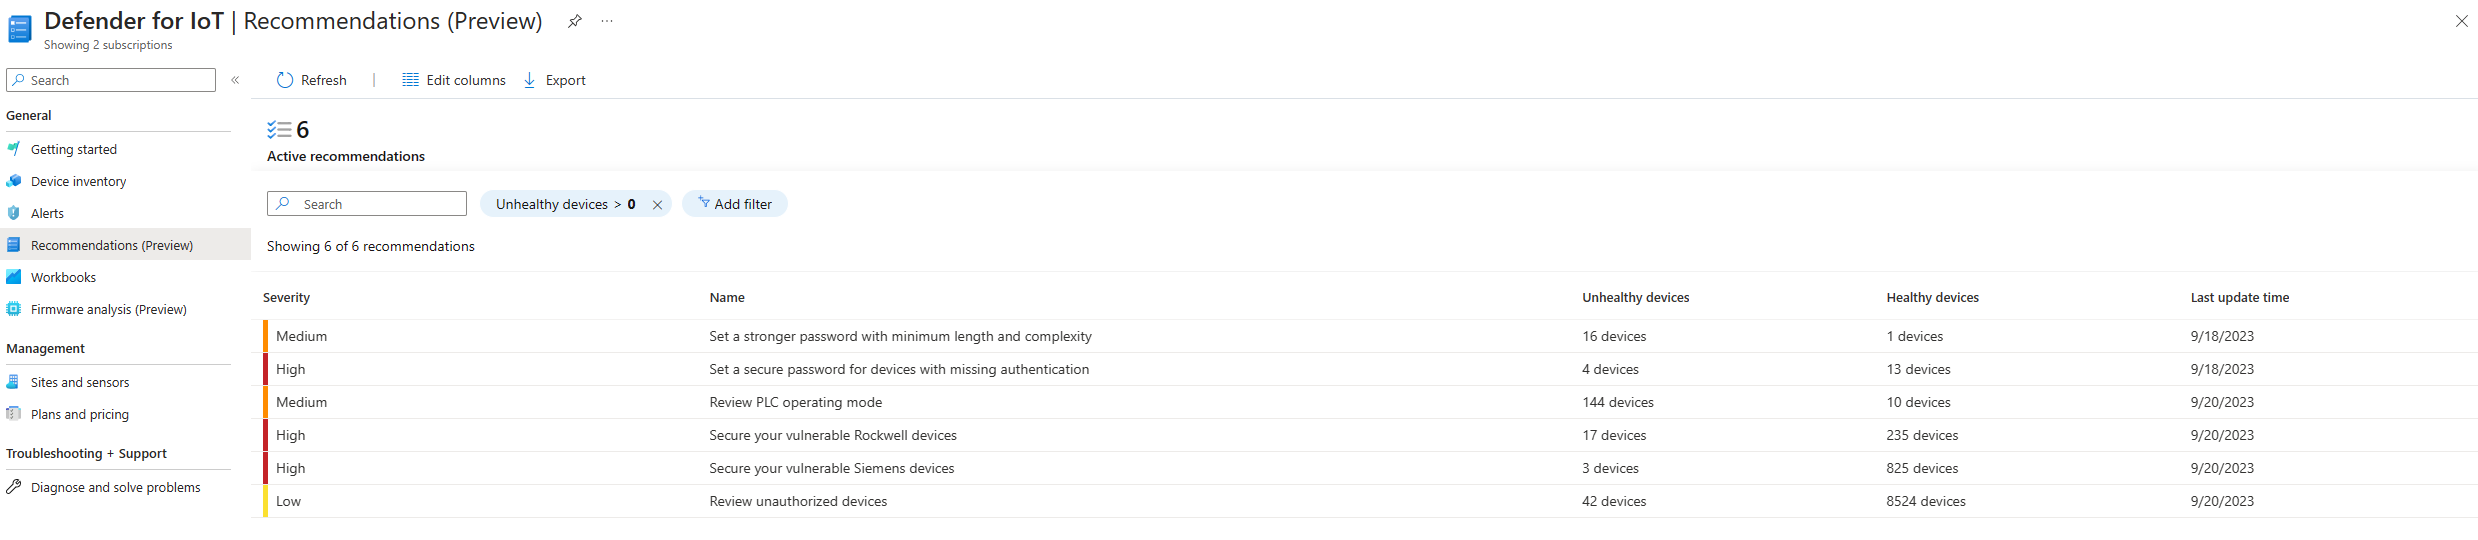 Defender for IoT | Recommendations (Preview) ...
Showing 2 subscriptions
Search «
Refresh | Edit columns Export
General
Getting started
Device inventory
Alerts
Recommendations (Preview)
Workbooks
Firmware analysis (Preview)
Management
Sites and sensors
Plans and pricing
Troubleshooting + Support
Diagnose and solve problems
6
Active recommendations
Search Unhealthy devices > 0 Add filter
Showing 6 of 6 recommendations
Severity Name Unhealthy devices Healthy devices Last update time
Medium Set a stronger password with minimum length and complexity 16 devices 1 devices 9/18/2023
High Set a secure password for devices with missing authentication 4 devices 13 devices 9/18/2023
Medium Review PLC operating mode 144 devices 10 devices 9/20/2023
High Secure your vulnerable Rockwell devices 17 devices 235 devices 9/20/2023
High Secure your vulnerable Siemens devices 3 devices 825 devices 9/20/2023
Low Review unauthorized devices 42 devices 8524 devices 9/20/2023